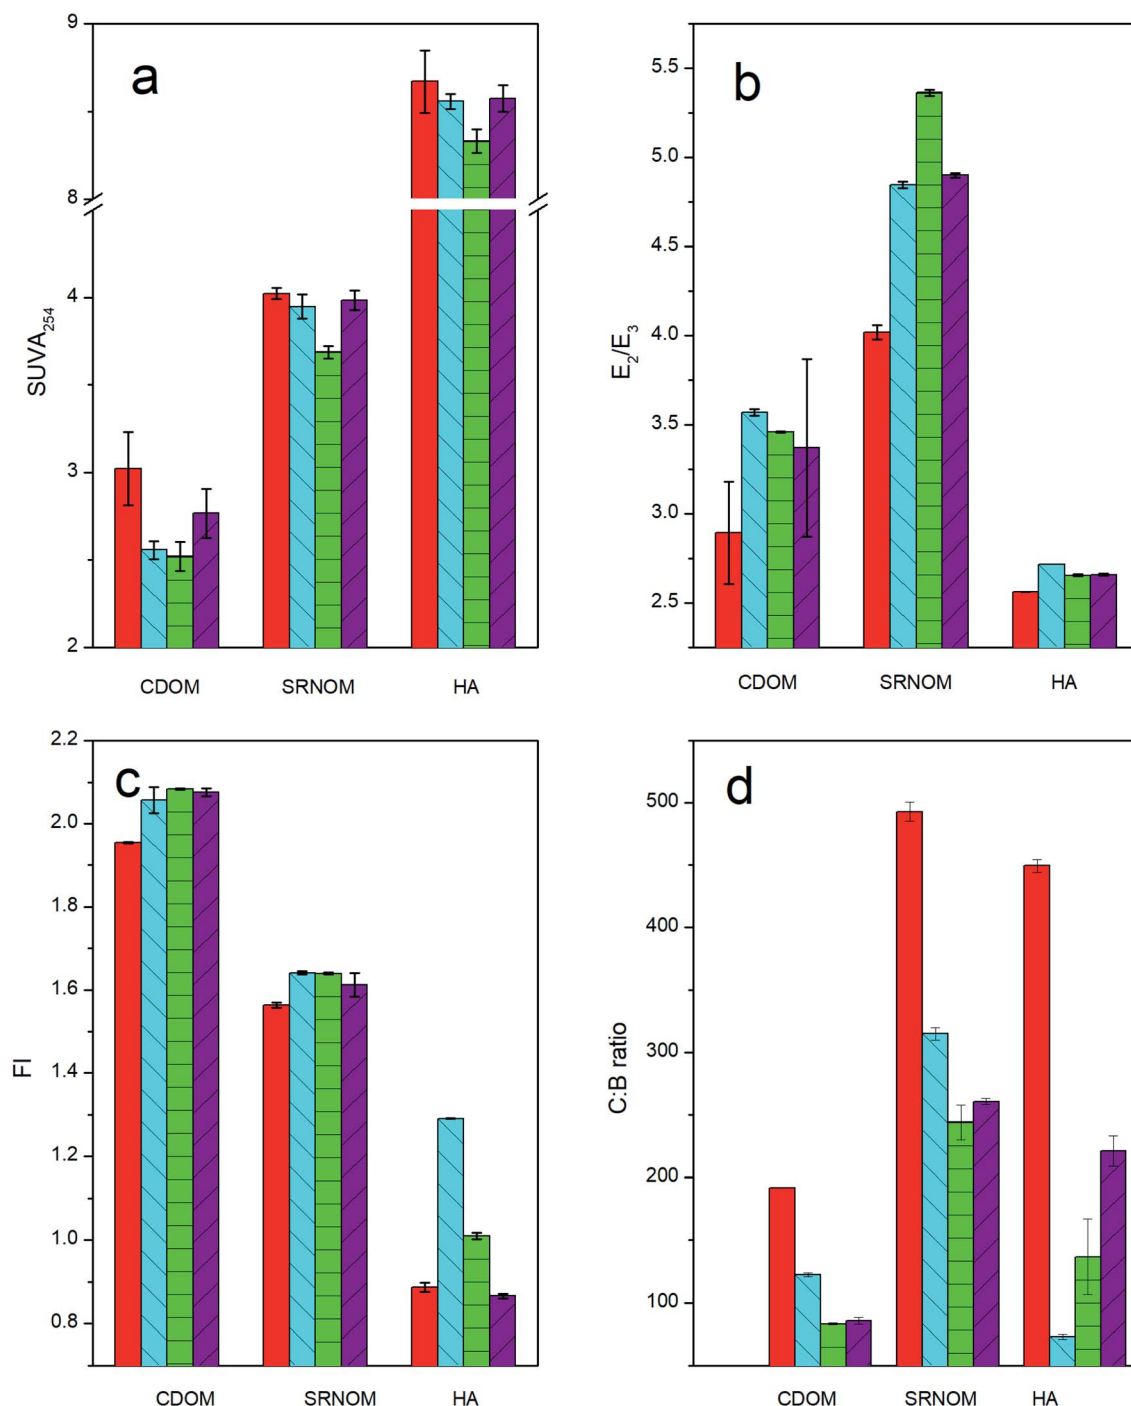 a
9
8
4
3
2
SUVA254
CDOM SRNOM HA
b
5.5
5.0
4.5
4.0
3.5
3.0
2.5
E2/E3
CDOM SRNOM HA
c
2.2
2.0
1.8
1.6
1.4
1.2
1.0
0.8
FI
CDOM SRNOM HA
d
500
400
300
200
100
C:B ratio
CDOM SRNOM HA